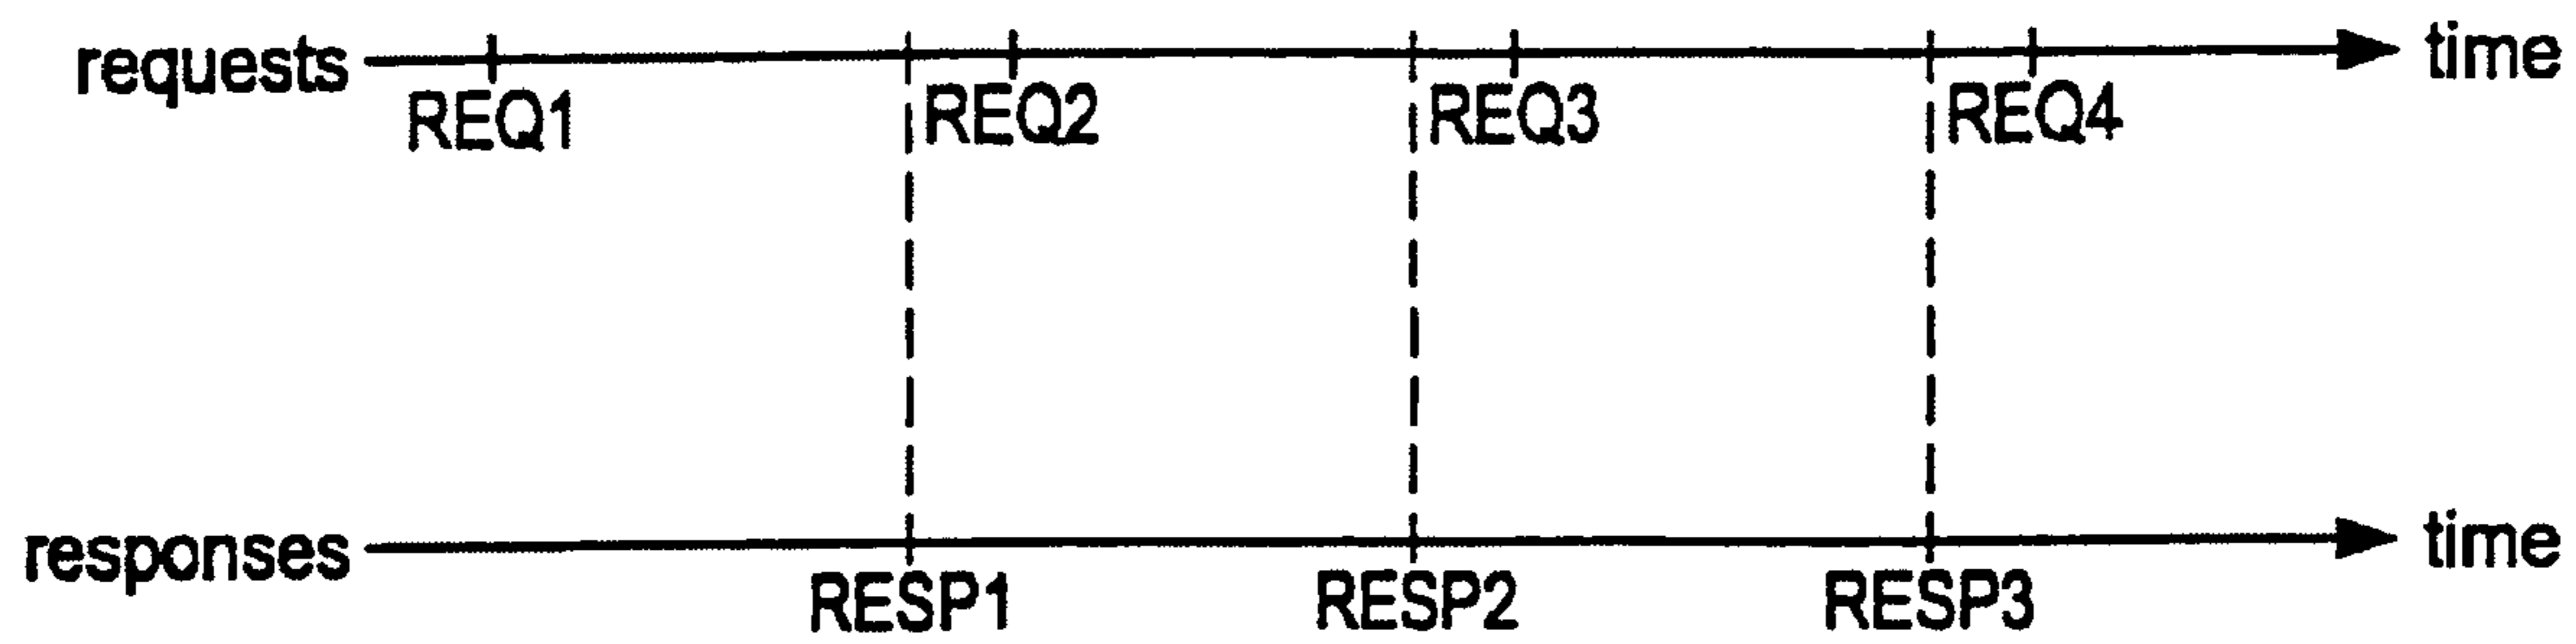 requests time
REQ1 REQ2 REQ3 REQ4
responses time
RESP1 RESP2 RESP3